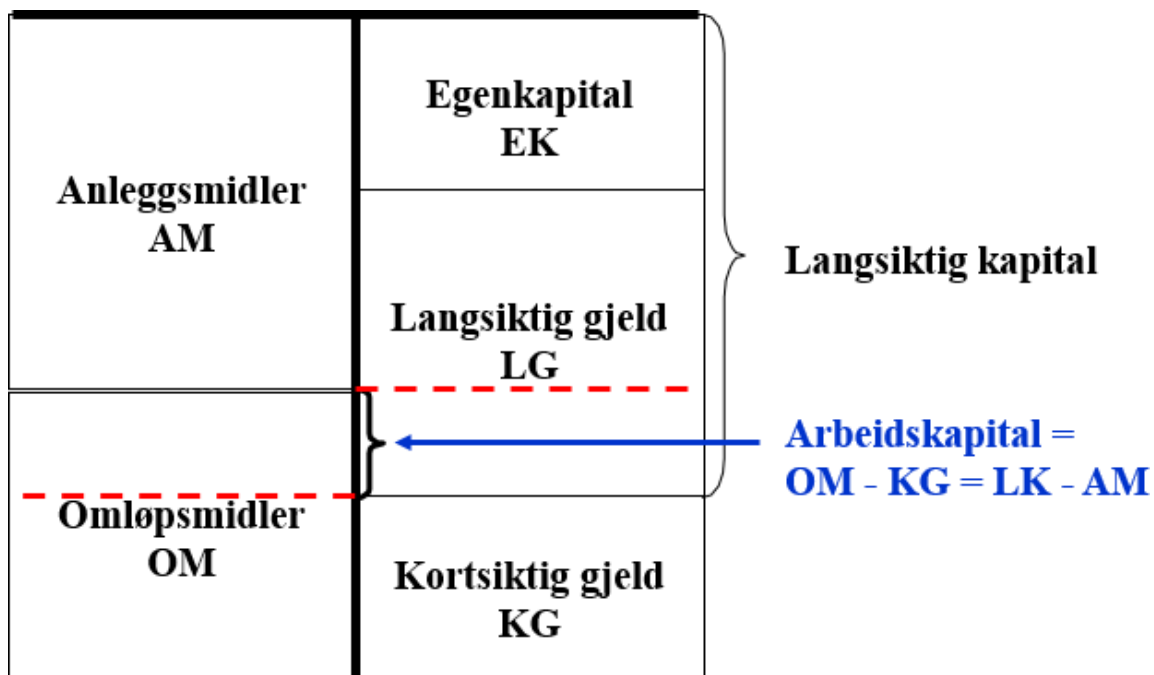 Anleggsmidler
AM
Omløpsmidler
OM
Egenkapital
EK
Langsiktig gjeld
LG
Kortsiktig gjeld
KG
Langsiktig kapital
Arbeidskapital =
OM - KG = LK - AM